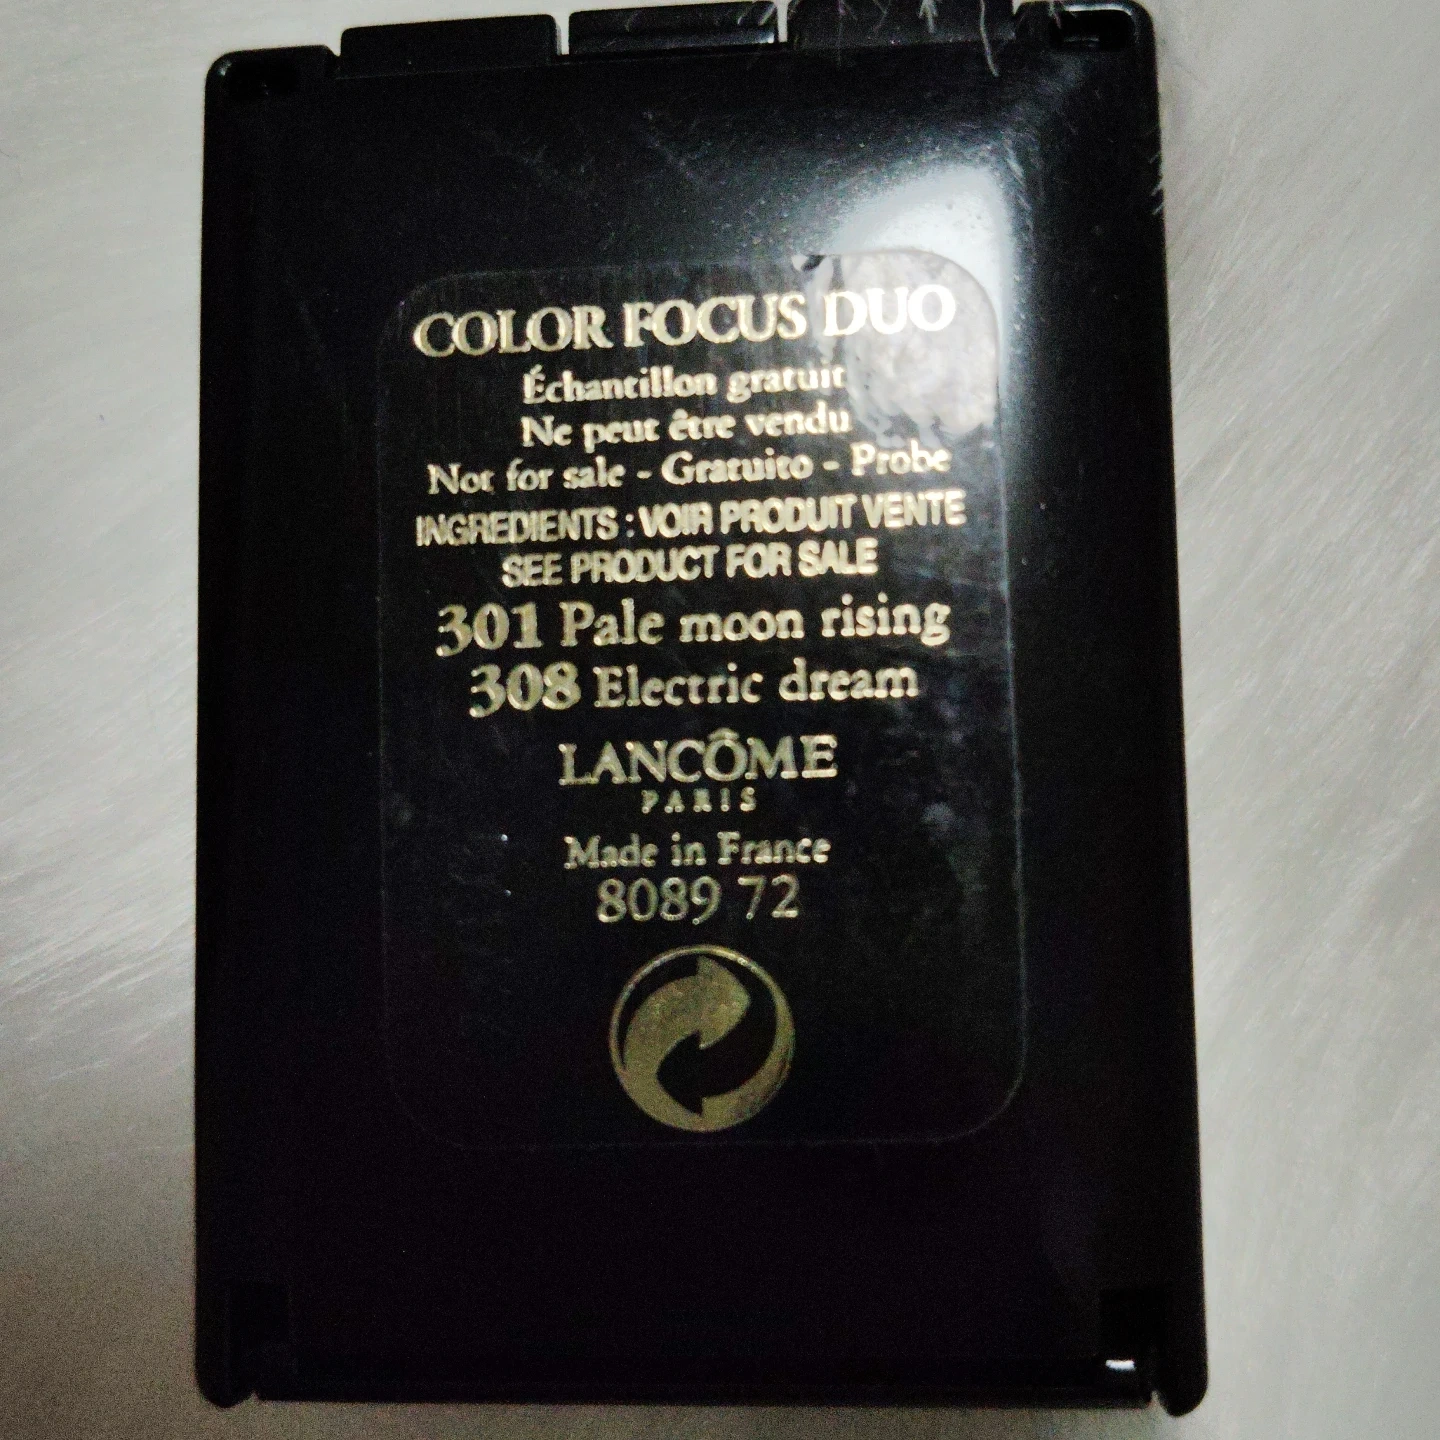 COLOR FOCUS DUO
Échantillon gratuit
Ne peut être vendu
Not for sale - Gratuito - Probe
INGREDIENTS : VOIR PRODUIT VENTE
SEE PRODUCT FOR SALE
301 Pale moon rising
308 Electric dream
LANCÔME
PARIS
Made in France
8089 72